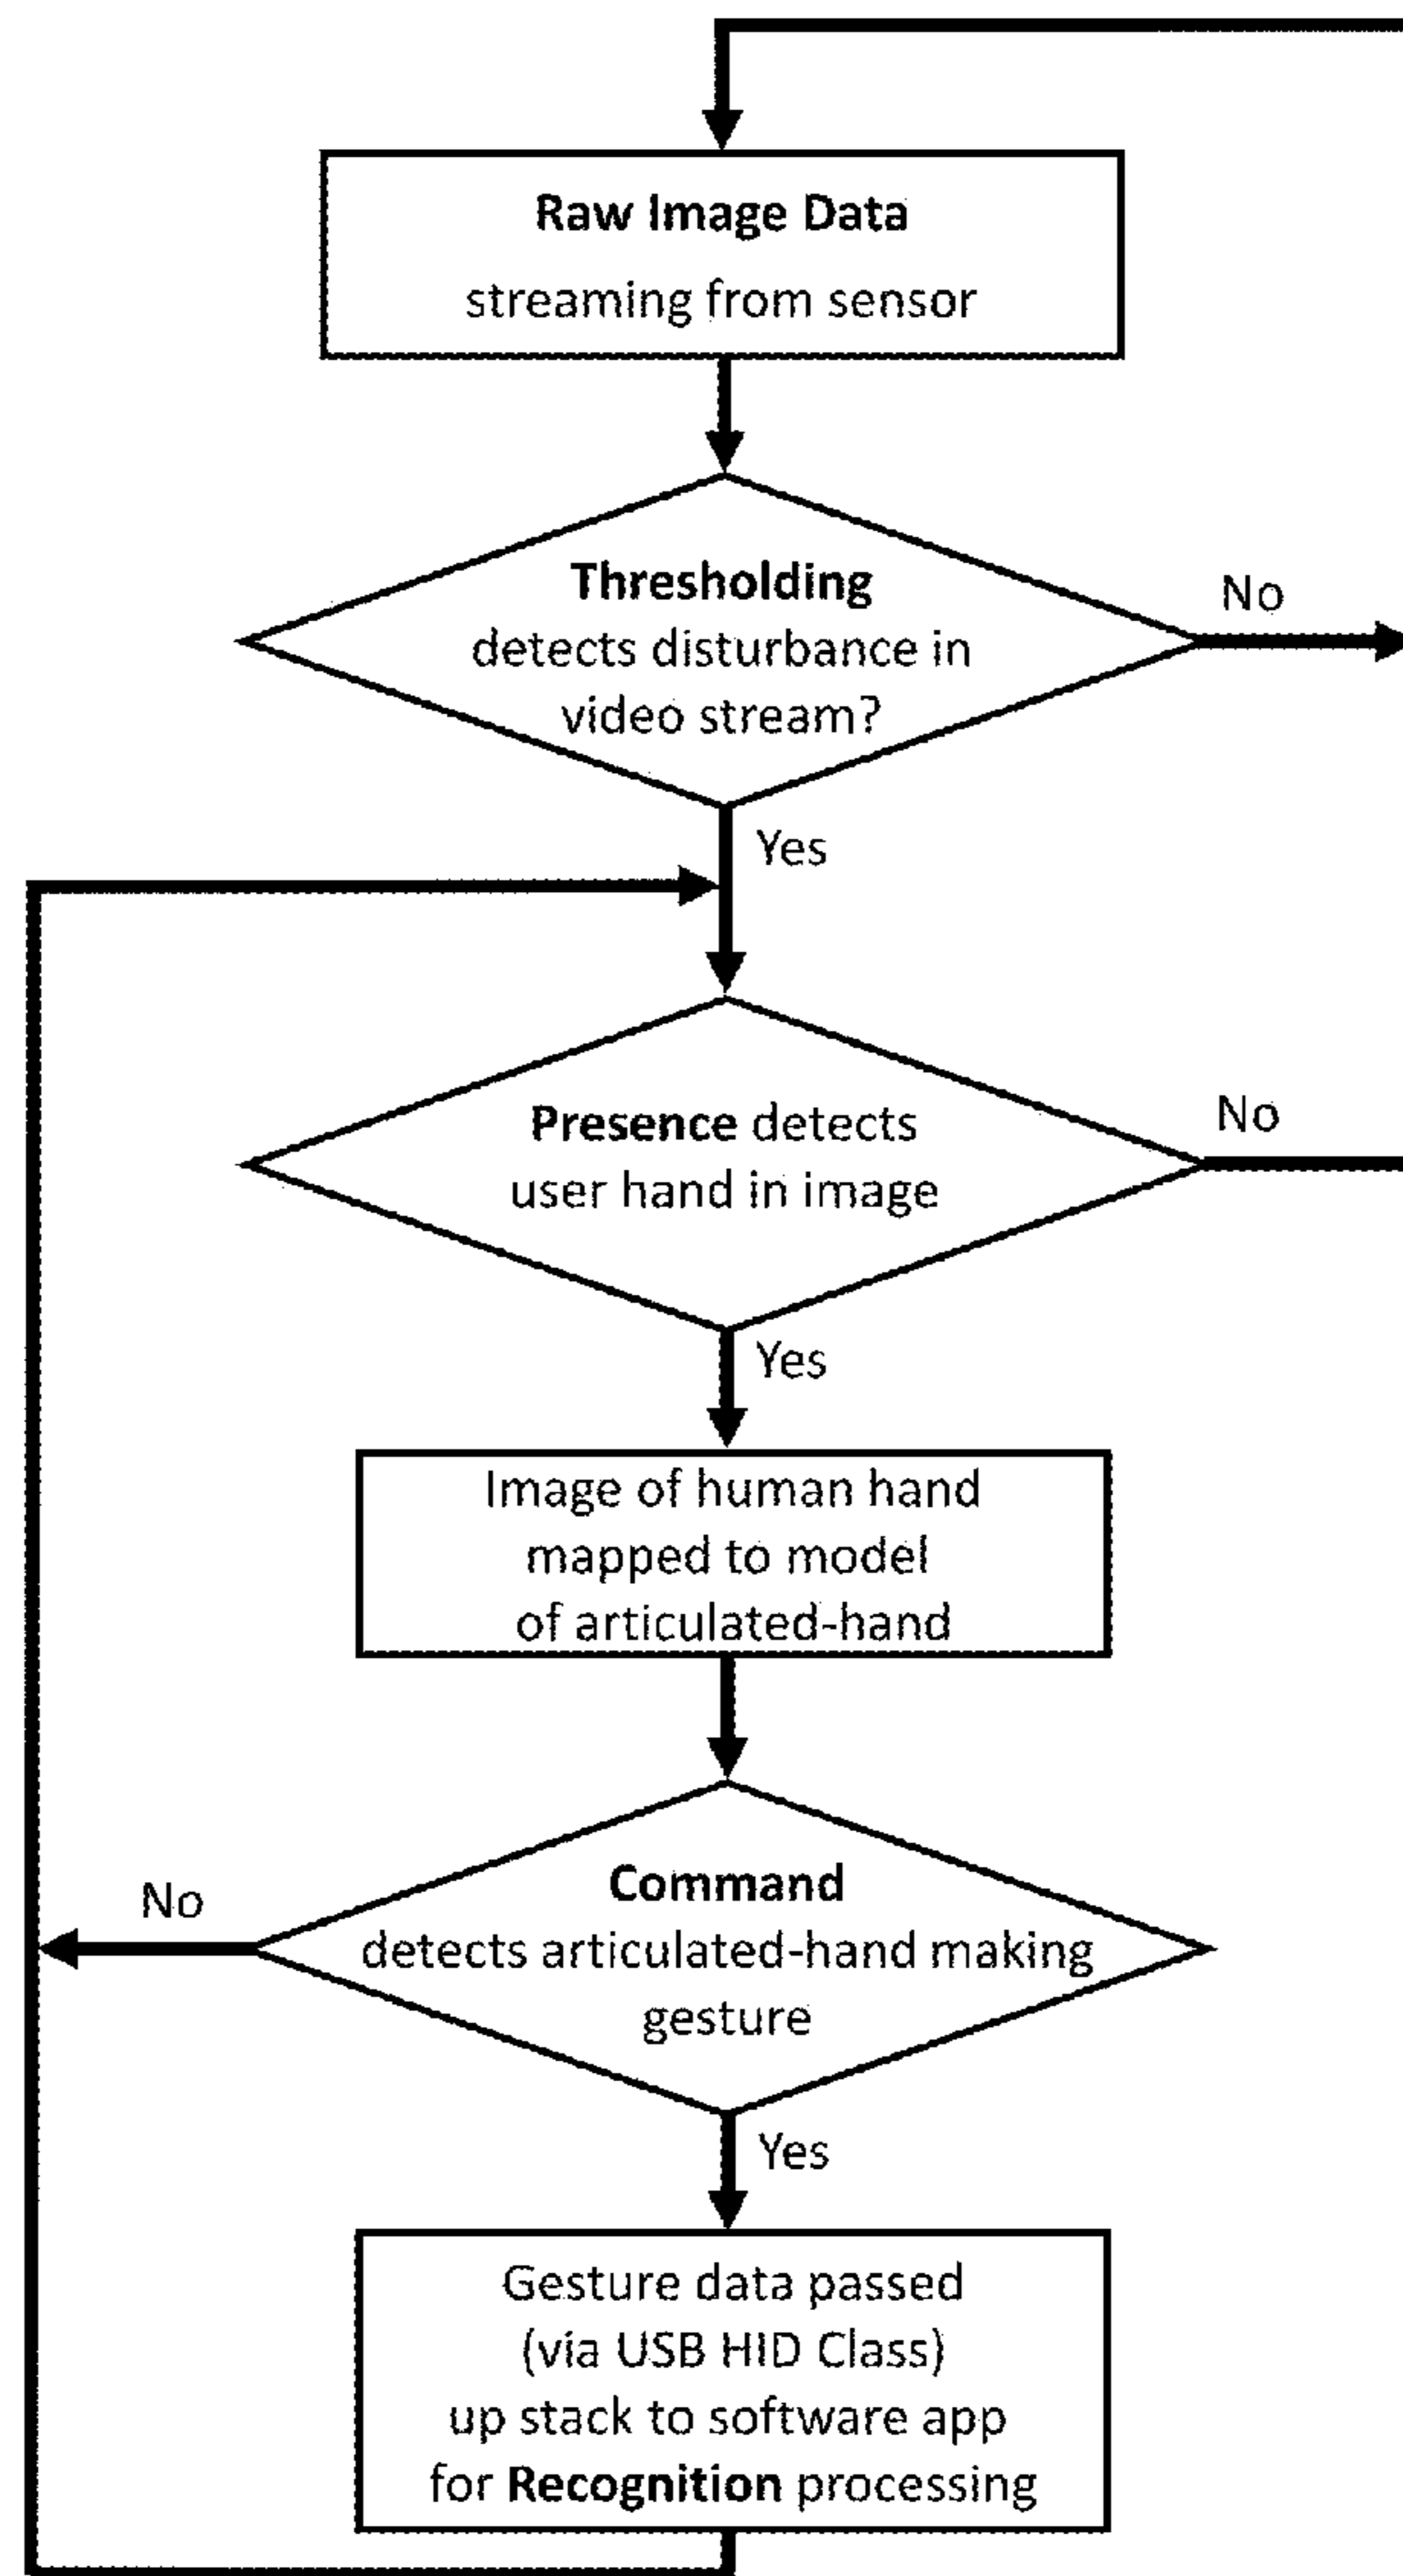 Raw Image Data
streaming from sensor
Thresholding
detects disturbance in
video stream?
No
Yes
Presence detects
user hand in image
No
Yes
Image of human hand
mapped to model
of articulated-hand
Command
detects articulated-hand making
gesture
No
Yes
Gesture data passed
(via USB HID Class)
up stack to software app
for Recognition processing